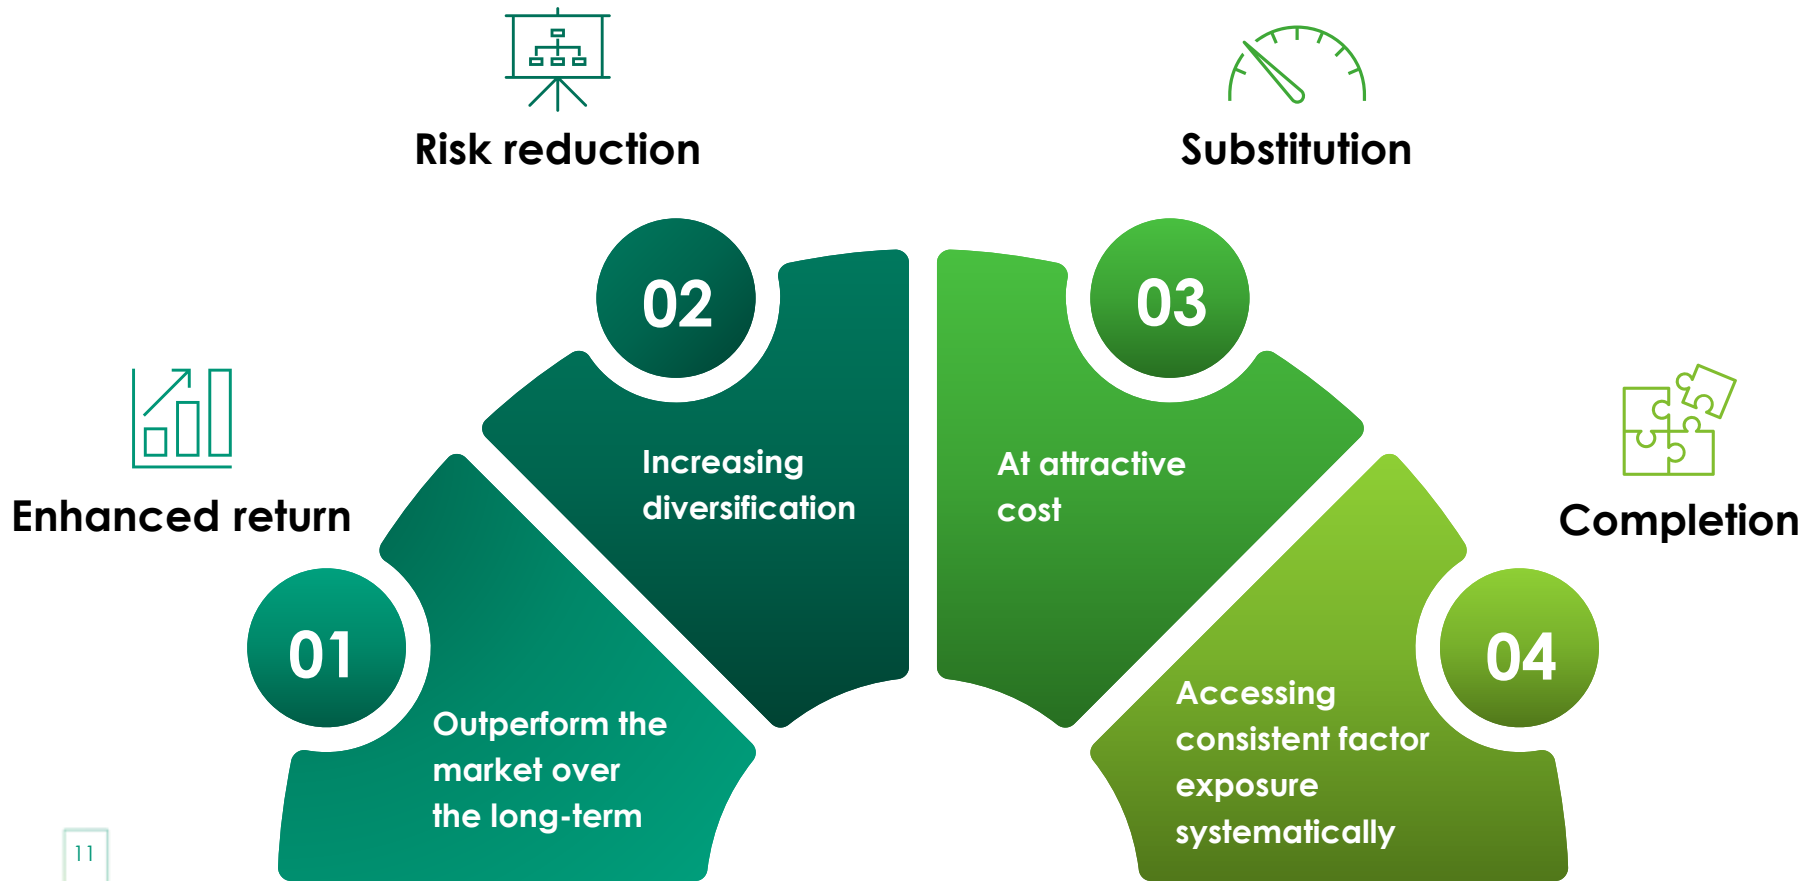 Enhanced return
01
Outperform the
market over
the long-term
Risk reduction
02
Increasing
diversification
Substitution
03
At attractive
cost
Completion
04
Accessing
consistent factor
exposure
systematically
11